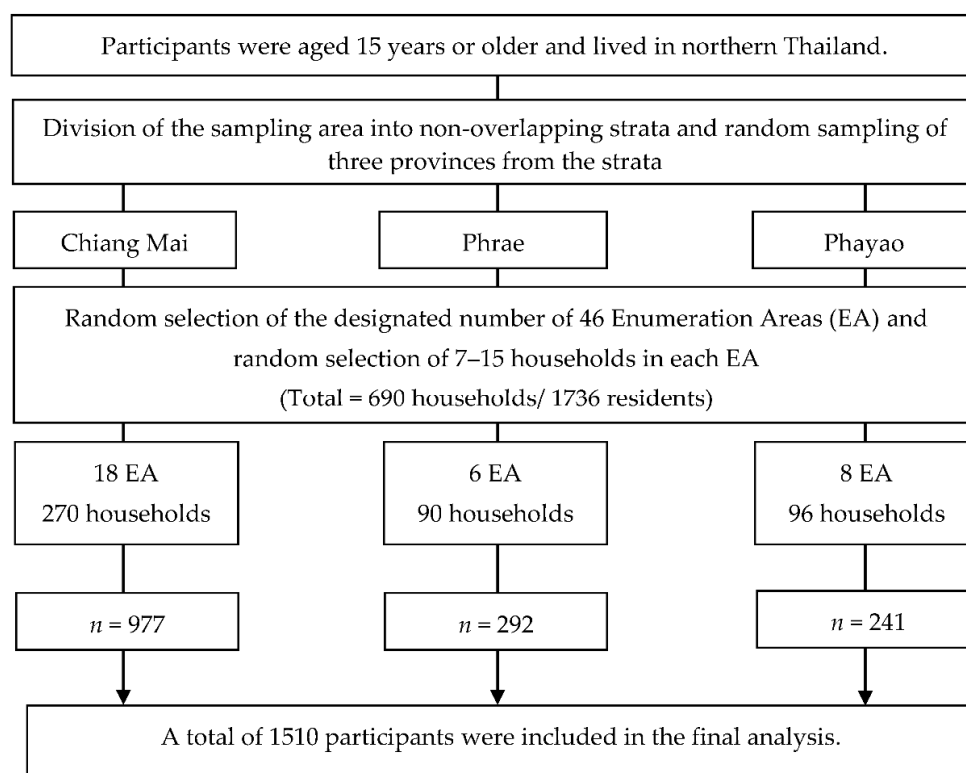 Participants were aged 15 years or older and lived in northern Thailand.
Division of the sampling area into non-overlapping strata and random sampling of
three provinces from the strata
Chiang Mai
Phrae
Phayao
Random selection of the designated number of 46 Enumeration Areas (EA) and
random selection of 7–15 households in each EA
(Total = 690 households/ 1736 residents)
18 EA
270 households
6 EA
90 households
8 EA
96 households
n = 977
n = 292
n = 241
A total of 1510 participants were included in the final analysis.